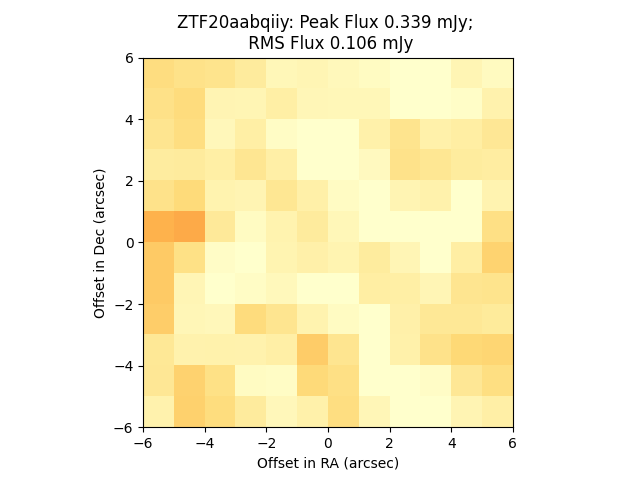 ZTF20aabqiiy: Peak Flux 0.339 mJy;
RMS Flux 0.106 mJy
6
4
2
0
−2
−4
−6
Offset in Dec (arcsec)
−6 −4 −2 0 2 4 6
Offset in RA (arcsec)